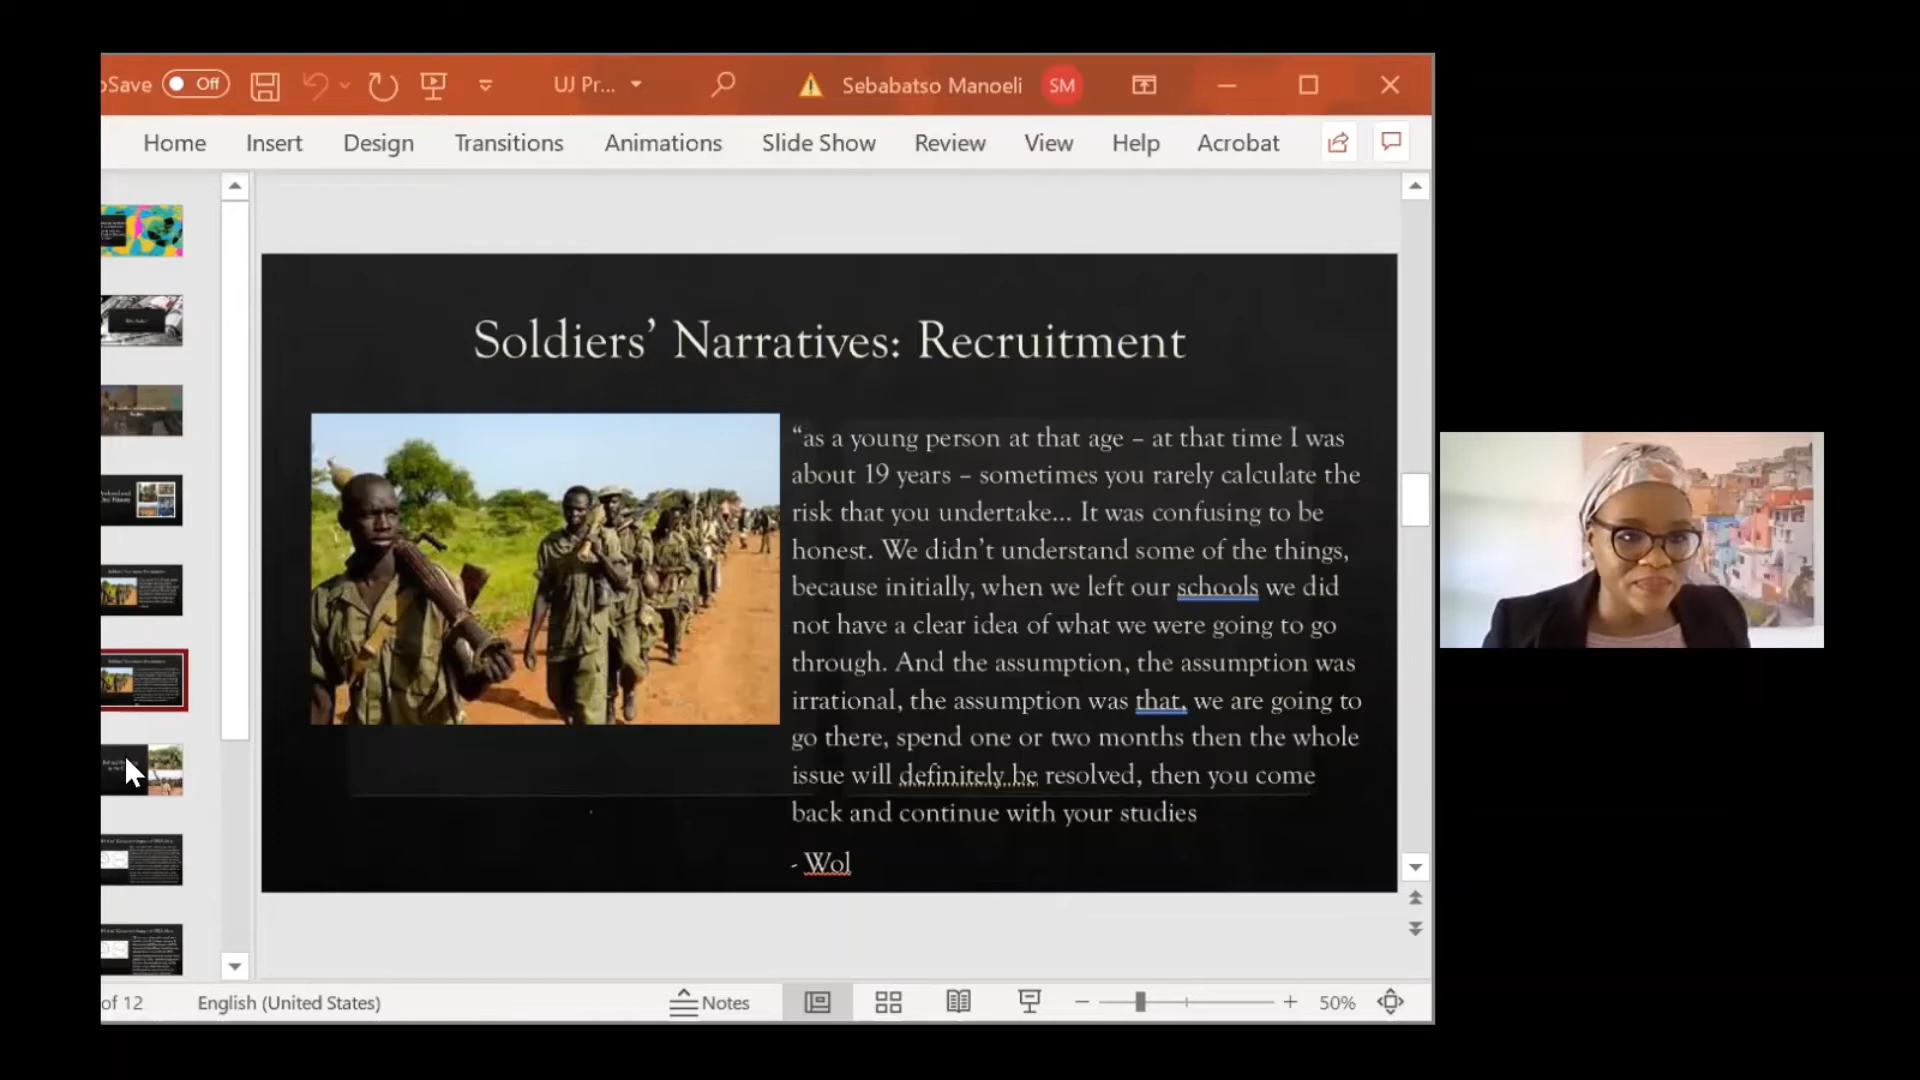 Save
Off
UJ Pr...
Sebabatso Manoeli
SM
Home
Insert
Design
Transitions
Animations
Slide Show
Review
View
Help
Acrobat
Soldiers’ Narratives: Recruitment
“as a young person at that age – at that time I was
about 19 years – sometimes you rarely calculate the
risk that you undertake... It was confusing to be
honest. We didn’t understand some of the things,
because initially, when we left our schools we did
not have a clear idea of what we were going to go
through. And the assumption, the assumption was
irrational, the assumption was that, we are going to
go there, spend one or two months then the whole
issue will definitely be resolved, then you come
back and continue with your studies
- Wol
of 12
English (United States)
Notes
50%